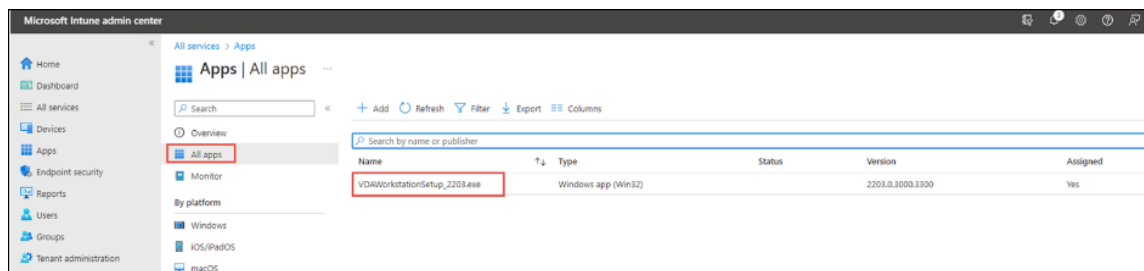 Microsoft Intune admin center
All services > Apps
Home
Dashboard
All services
Devices
Apps
Endpoint security
Reports
Users
Groups
Tenant administration
Apps | All apps ...
Search
Overview
All apps
Monitor
By platform
Windows
iOS/iPadOS
macOS
Add Refresh Filter Export Columns
Search by name or publisher
Name Type Status Version Assigned
VDAWorkstationSetup_2203.exe Windows app (Win32) 2203.0.3000.3300 Yes